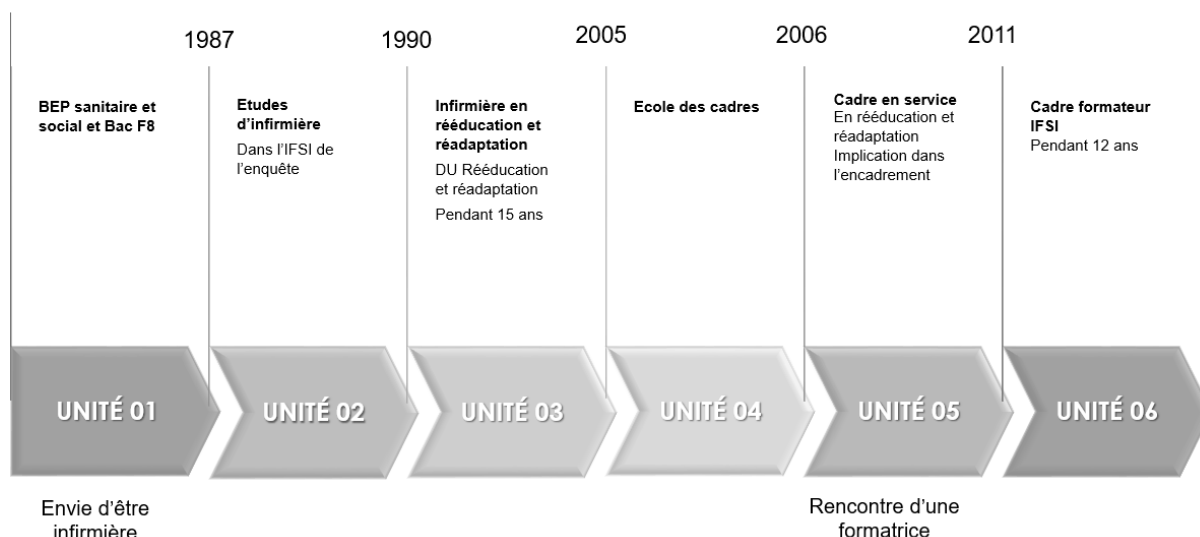 1987
1990
2005
2006
2011
BEP sanitaire et
social et Bac F8
Etudes
d'infirmière
Dans l'IFSI de
l'enquête
Infirmière en
rééducation et
réadaptation
DU Rééducation
et réadaptation
Pendant 15 ans
Ecole des cadres
Cadre en service
En rééducation et
réadaptation
Implication dans
l'encadrement
Cadre formateur
IFSI
Pendant 12 ans
UNITÉ 01
UNITÉ 02
UNITÉ 03
UNITÉ 04
UNITÉ 05
UNITÉ 06
Envie d'être
infirmière
Rencontre d'une
formatrice